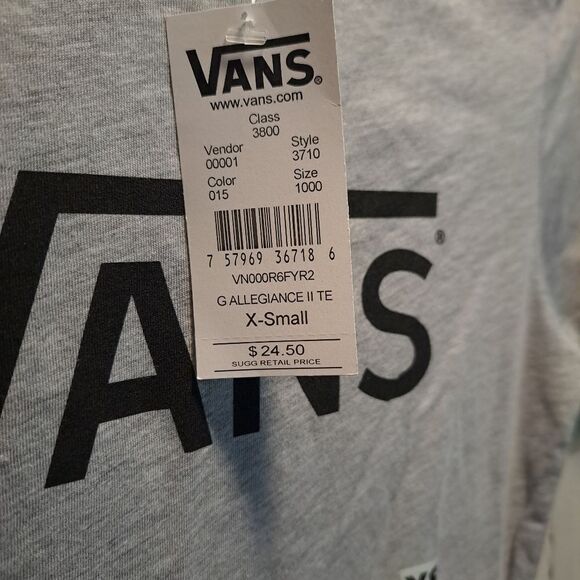 VANS®
www.vans.com
Class
3800
Vendor Style
00001 3710
Color Size
015 1000
7 57969 36718 6
VN000R6FYR2
G ALLEGIANCE II TE
X-Small
$ 24.50
SUGG RETAIL PRICE
VANS®